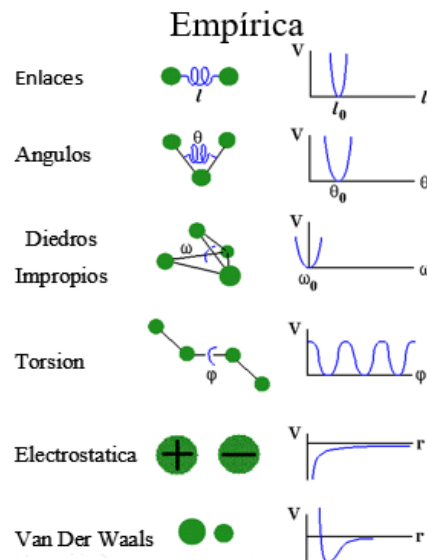 Empírica
Enlaces
l
V
l₀
l
Angulos
θ
V
θ₀
θ
Diedros
Impropios
ω
V
ω₀
ω
Torsion
φ
V
φ
Electrostatica
+
−
V
r
Van Der Waals
V
r